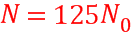 N = 125N₀